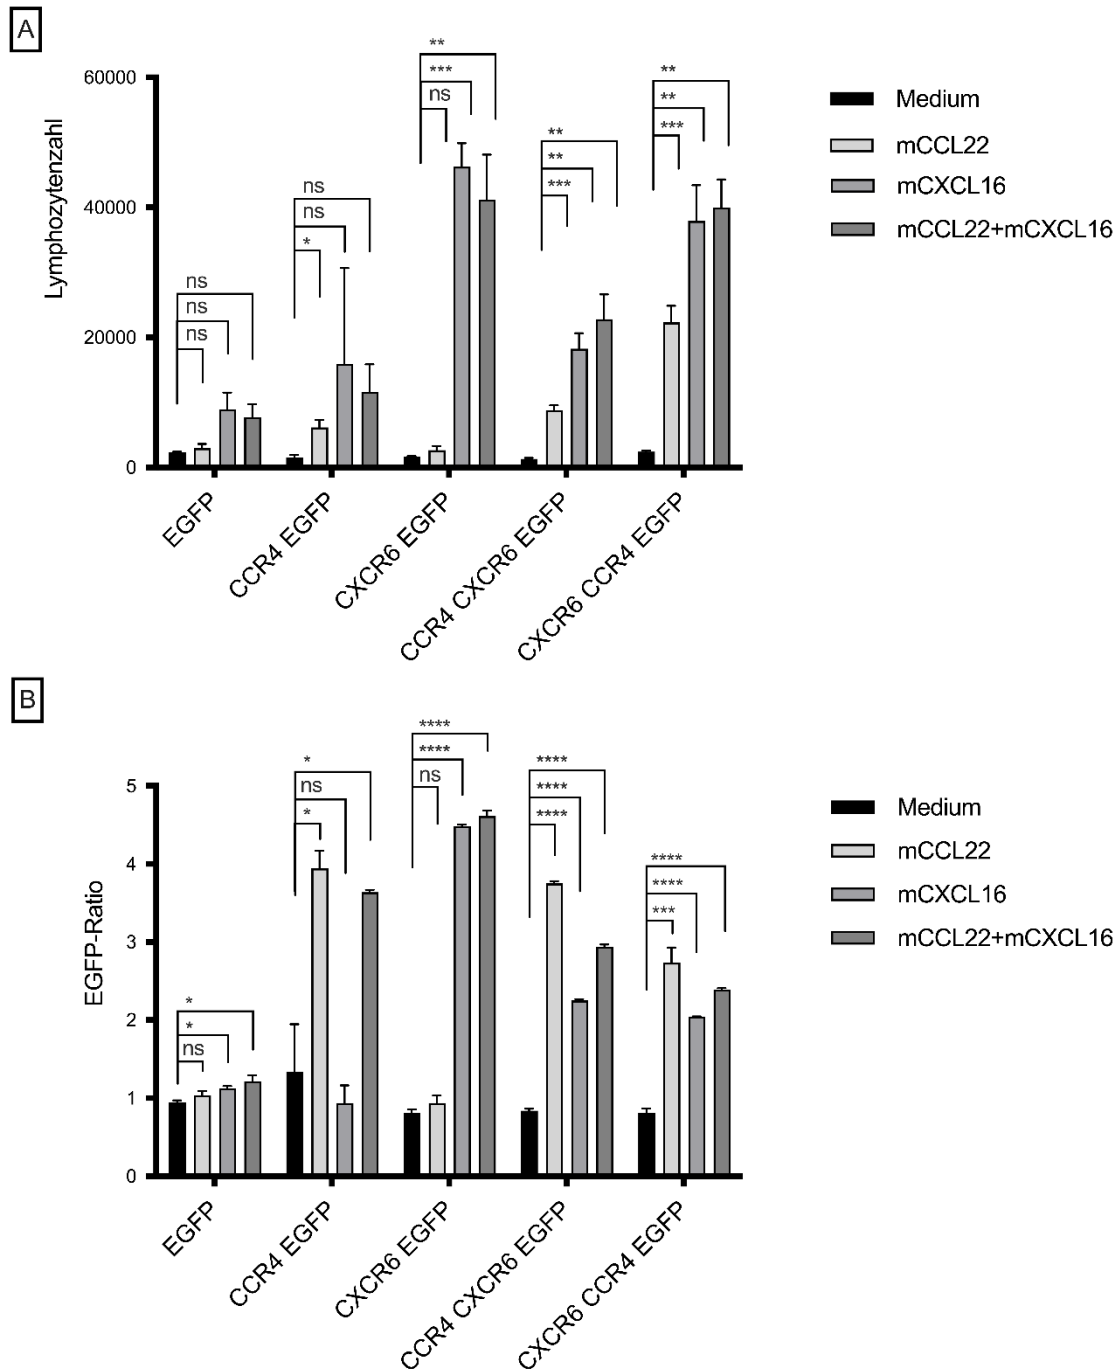 A
**
***
ns
**
**
***
**
**
***
ns
ns
*
ns
ns
ns
60000
40000
20000
0
Lymphozytenzahl
Medium
mCCL22
mCXCL16
mCCL22+mCXCL16
EGFP
CCR4 EGFP
CXCR6 EGFP
CCR4 CXCR6 EGFP
CXCR6 CCR4 EGFP
B
****
****
ns
*
ns
*
****
****
****
****
****
***
*
*
ns
5
4
3
2
1
0
EGFP-Ratio
Medium
mCCL22
mCXCL16
mCCL22+mCXCL16
EGFP
CCR4 EGFP
CXCR6 EGFP
CCR4 CXCR6 EGFP
CXCR6 CCR4 EGFP